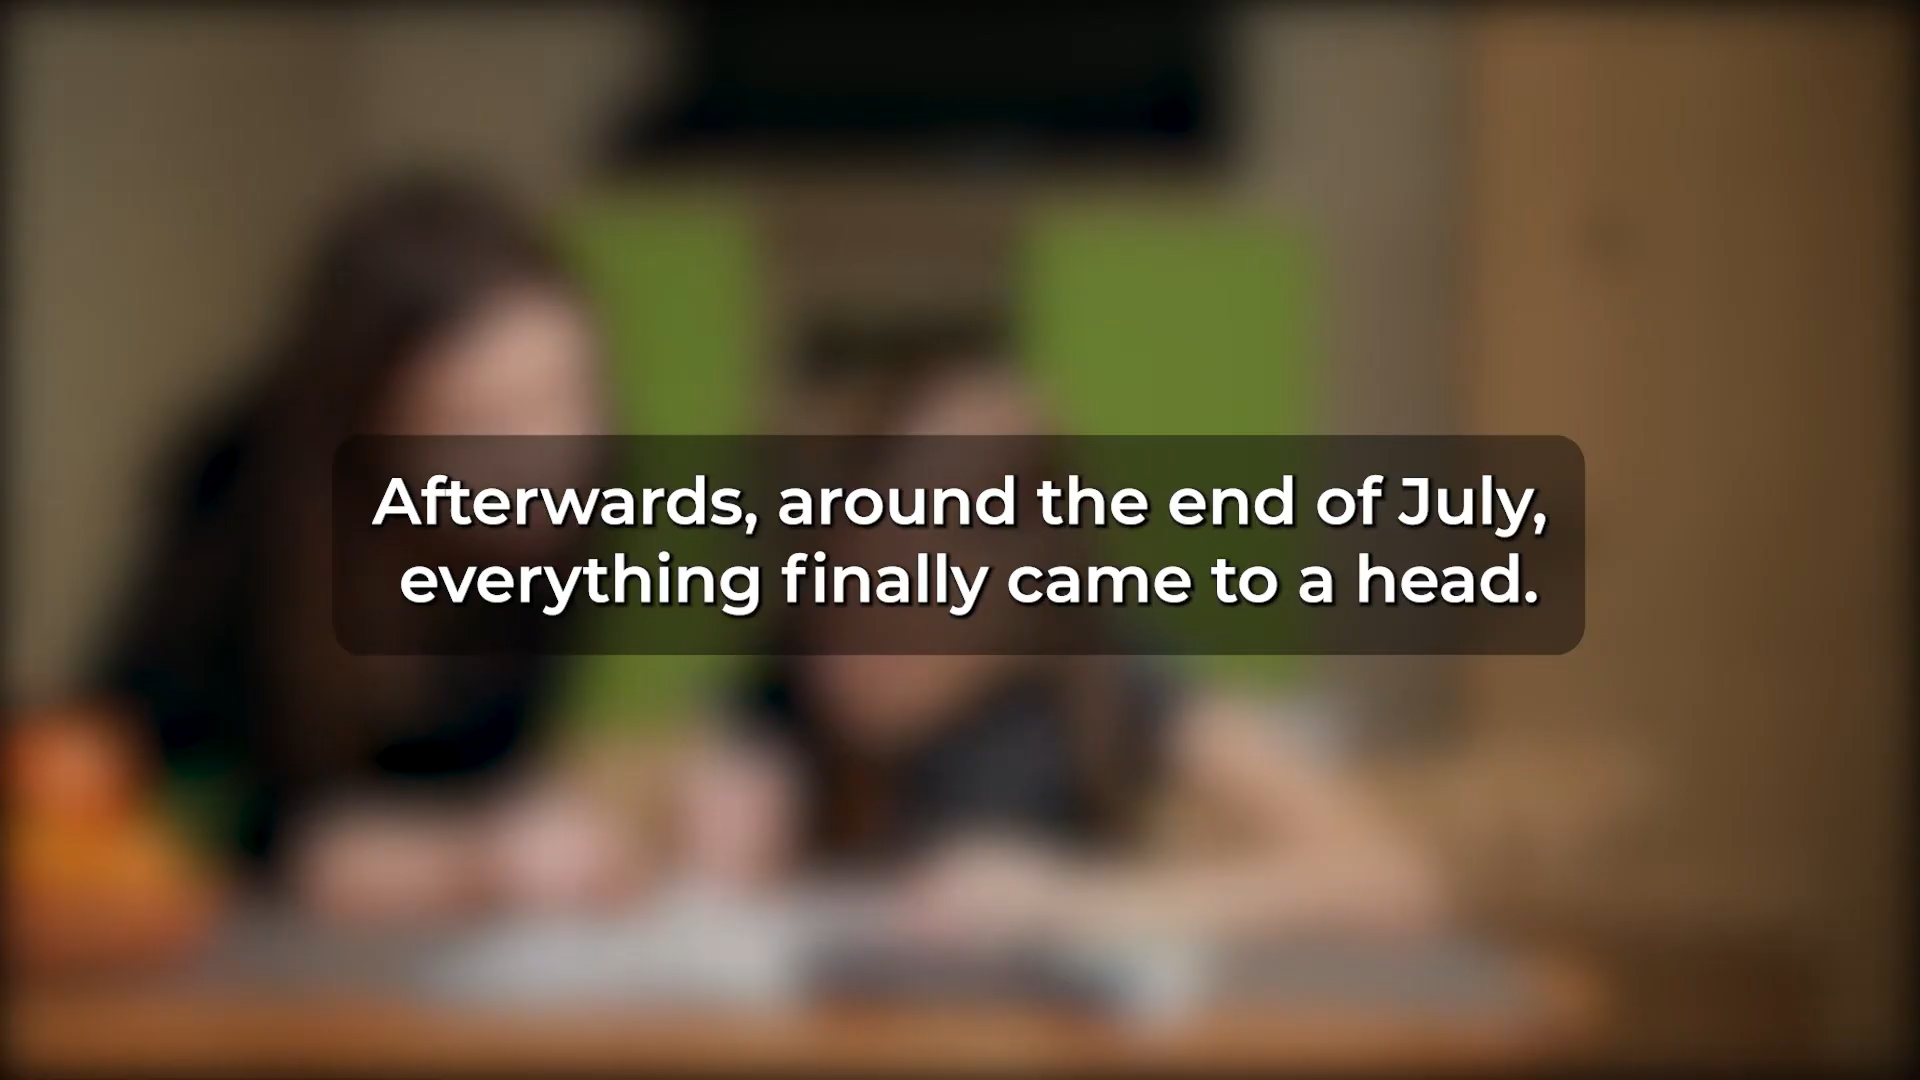 Afterwards, around the end of July,
everything finally came to a head.